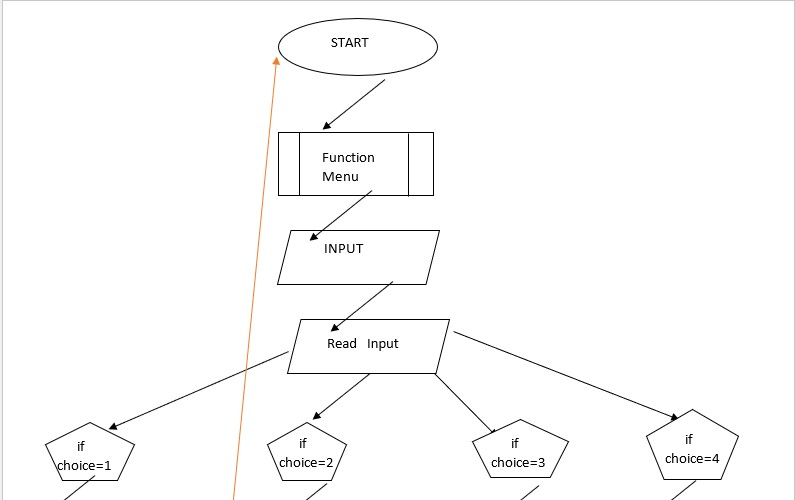 START
Function
Menu
INPUT
Read Input
if
choice=1
if
choice=2
if
choice=3
if
choice=4